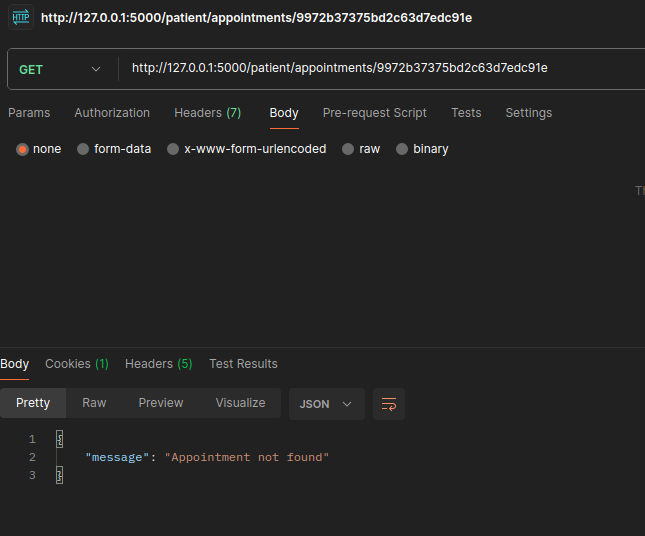 HTTP http://127.0.0.1:5000/patient/appointments/9972b37375bd2c63d7edc91e
GET http://127.0.0.1:5000/patient/appointments/9972b37375bd2c63d7edc91e
Params Authorization Headers (7) Body Pre-request Script Tests Settings
none form-data x-www-form-urlencoded raw binary
Th
Body Cookies (1) Headers (5) Test Results
Pretty Raw Preview Visualize JSON
1 {
2 "message": "Appointment not found"
3 }